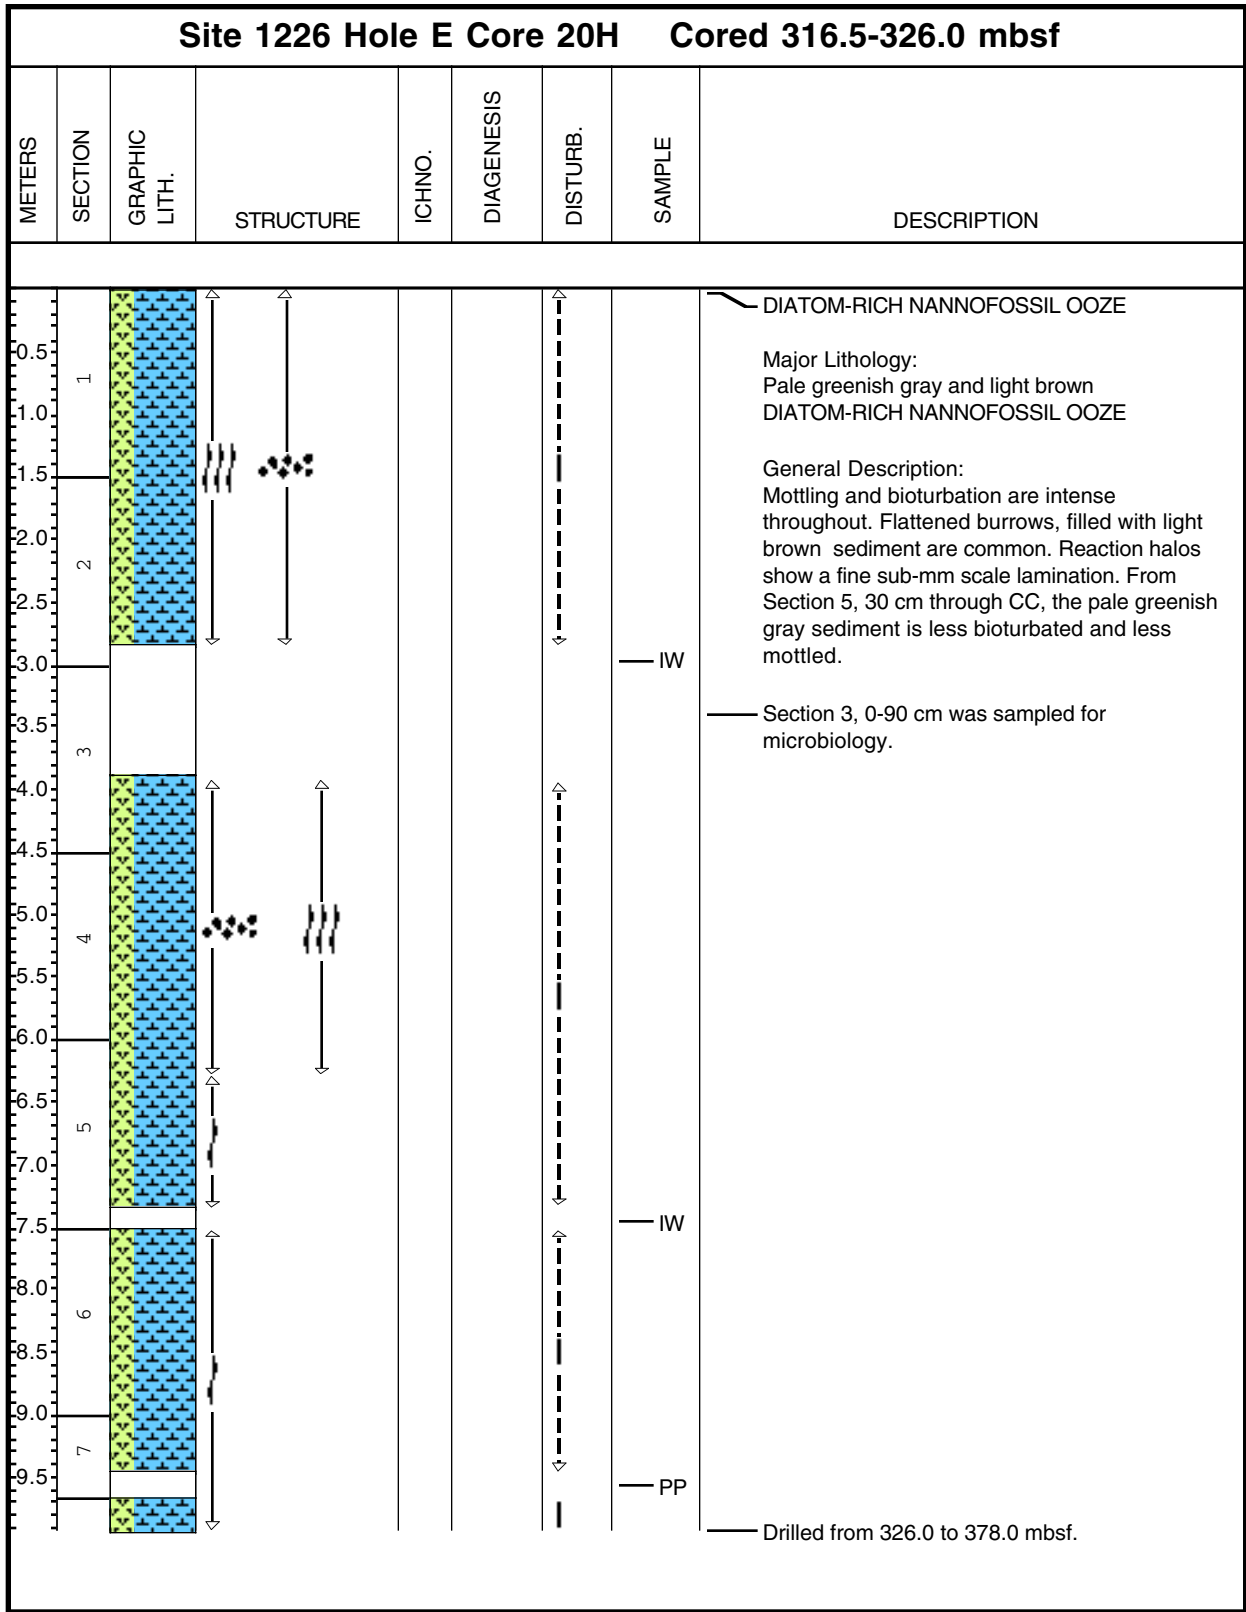 Site 1226 Hole E Core 20H Cored 316.5-326.0 mbsf
METERS
SECTION
GRAPHIC
LITH.
STRUCTURE
ICHNO.
DIAGENESIS
DISTURB.
SAMPLE
DESCRIPTION
0.5
1.0
1.5
2.0
2.5
3.0
3.5
4.0
4.5
5.0
5.5
6.0
6.5
7.0
7.5
8.0
8.5
9.0
9.5
1
2
3
4
5
6
7
IW
IW
PP
DIATOM-RICH NANNOFOSSIL OOZE
Major Lithology:
Pale greenish gray and light brown
DIATOM-RICH NANNOFOSSIL OOZE
General Description:
Mottling and bioturbation are intense
throughout. Flattened burrows, filled with light
brown sediment are common. Reaction halos
show a fine sub-mm scale lamination. From
Section 5, 30 cm through CC, the pale greenish
gray sediment is less bioturbated and less
mottled.
Section 3, 0-90 cm was sampled for
microbiology.
Drilled from 326.0 to 378.0 mbsf.